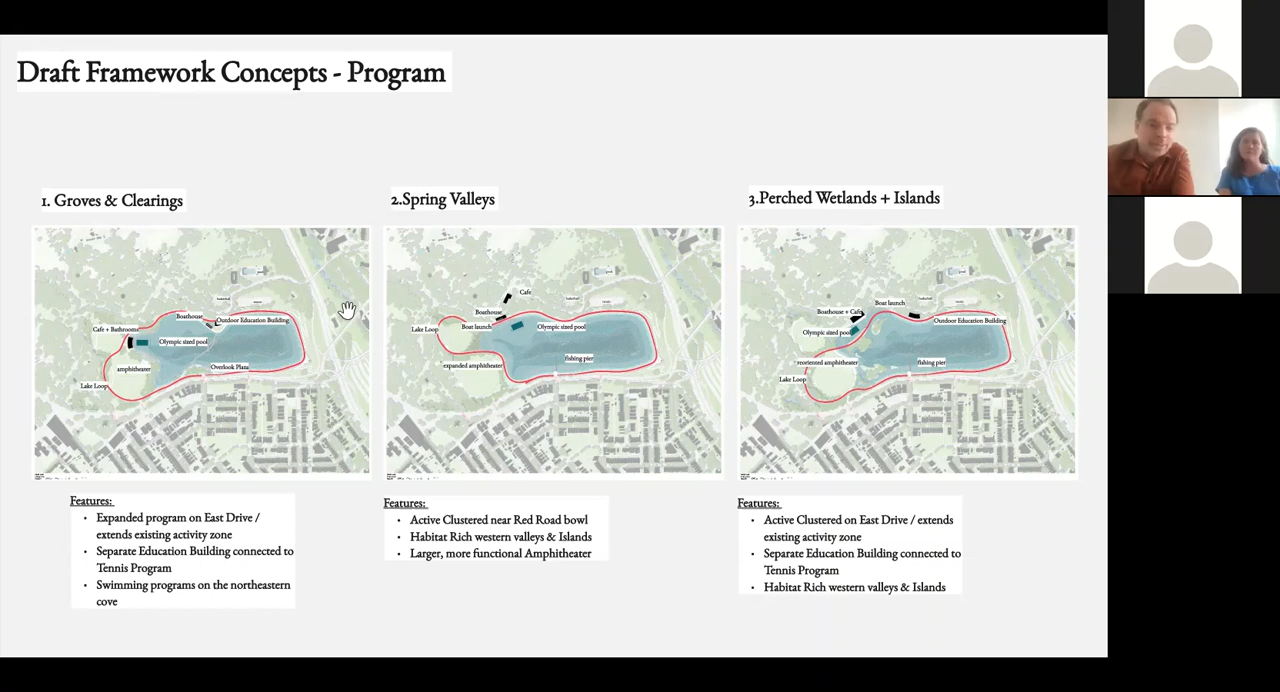 Draft Framework Concepts - Program
1. Groves & Clearings
Boathouse
Outdoor Education Building
Cafe + Bathrooms
Olympic sized pool
amphitheater
Overlook Plaza
Lake Loop
Features:
• Expanded program on East Drive /
extends existing activity zone
• Separate Education Building connected to
Tennis Program
• Swimming programs on the northeastern
cove
2.Spring Valleys
Cafe
Boathouse
Lake Loop
Boat launch
Olympic sized pool
fishing pier
expanded amphitheater
Features:
• Active Clustered near Red Road bowl
• Habitat Rich western valleys & Islands
• Larger, more functional Amphitheater
3.Perched Wetlands + Islands
Boat launch
Boathouse + Cafe
Outdoor Education Building
Olympic sized pool
reoriented amphitheater
fishing pier
Lake Loop
Features:
• Active Clustered on East Drive / extends
existing activity zone
• Separate Education Building connected to
Tennis Program
• Habitat Rich western valleys & Islands